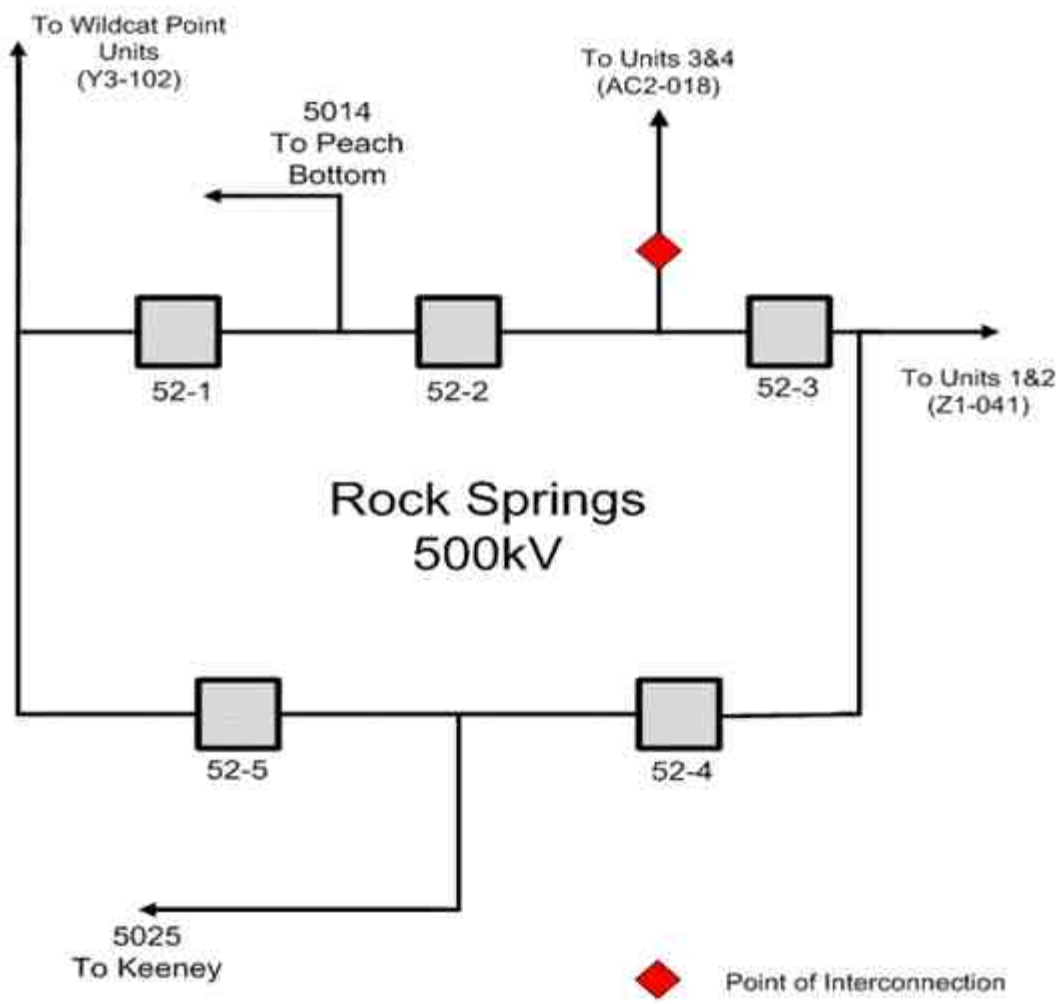 To Wildcat Point
Units
(Y3-102)
To Units 3&4
(AC2-018)
5014
To Peach
Bottom
52-1
52-2
52-3
To Units 1&2
(Z1-041)
Rock Springs
500kV
52-5
52-4
5025
To Keeney
Point of Interconnection